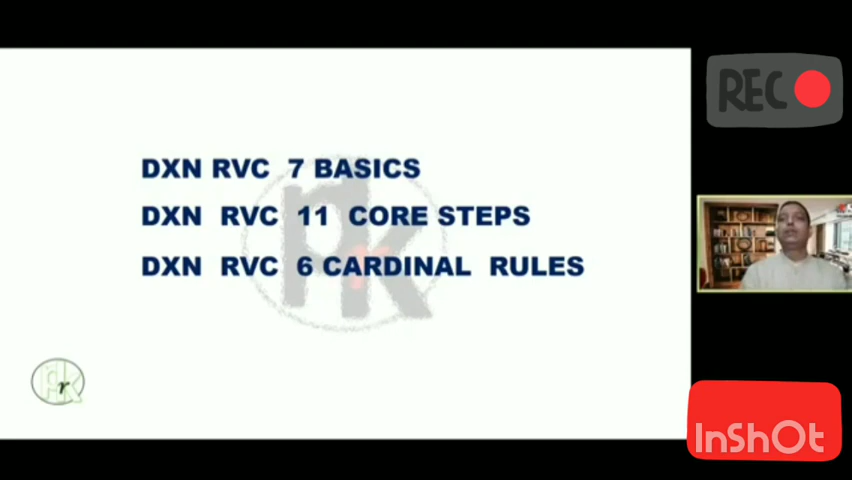 DXN RVC 7 BASICS
DXN RVC 11 CORE STEPS
DXN RVC 6 CARDINAL RULES
REC
InShOt